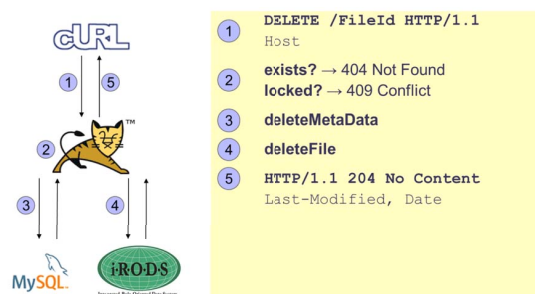 cURL
1
5
TM
2
3
4
MySQL
i·R·O·D·S
1 DELETE /FileId HTTP/1.1
Host
2 exists? → 404 Not Found
locked? → 409 Conflict
3 deleteMetaData
4 deleteFile
5 HTTP/1.1 204 No Content
Last-Modified, Date